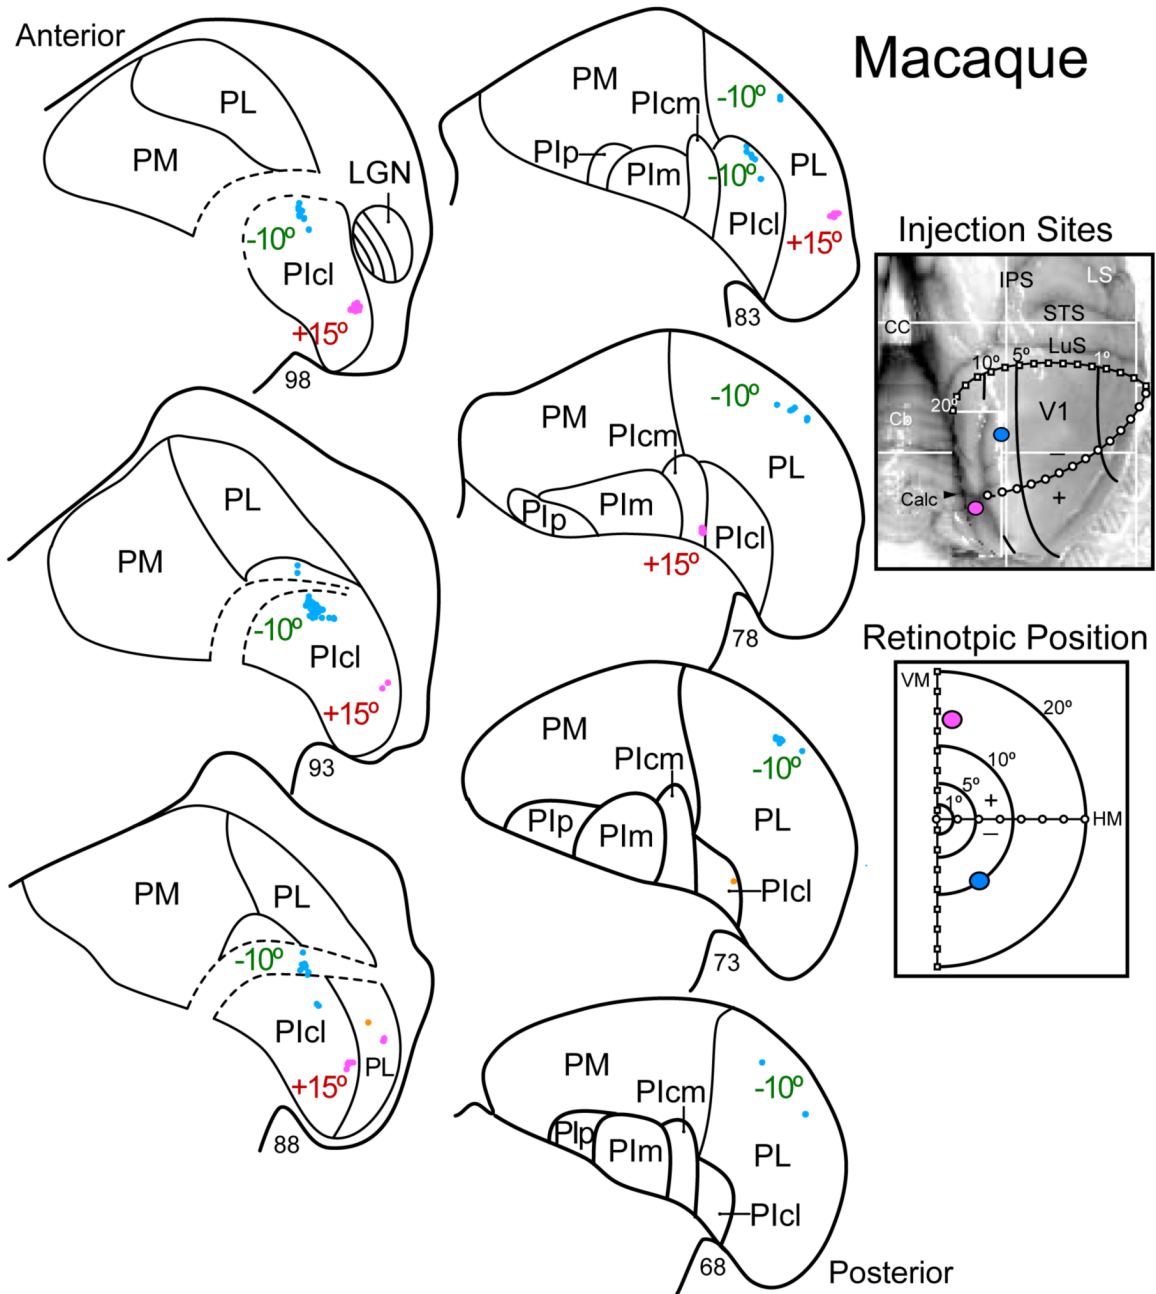 Macaque
Anterior
PL
PM
LGN
-10º
PIcl
+15º
98
PL
PM
-10º
PIcl
+15º
93
PM
PL
-10º
PIcl
+15º
PL
88
PM
-10º
PIcm
PIp
PIm
-10º
PL
PIcl
+15º
83
-10º
PM
PIcm
PL
PIm
PIp
PIcl
+15º
78
PM
-10º
PIcm
PIp
PIm
PL
PIcl
73
PM
-10º
PIcm
PIp
PIm
PL
PIcl
68
Posterior
Injection Sites
IPS
LS
CC
STS
LuS
10º
5º
1º
20º
Cb
V1
–
Calc
+
Retinotpic Position
VM
20º
10º
5º
1º
+
–
HM